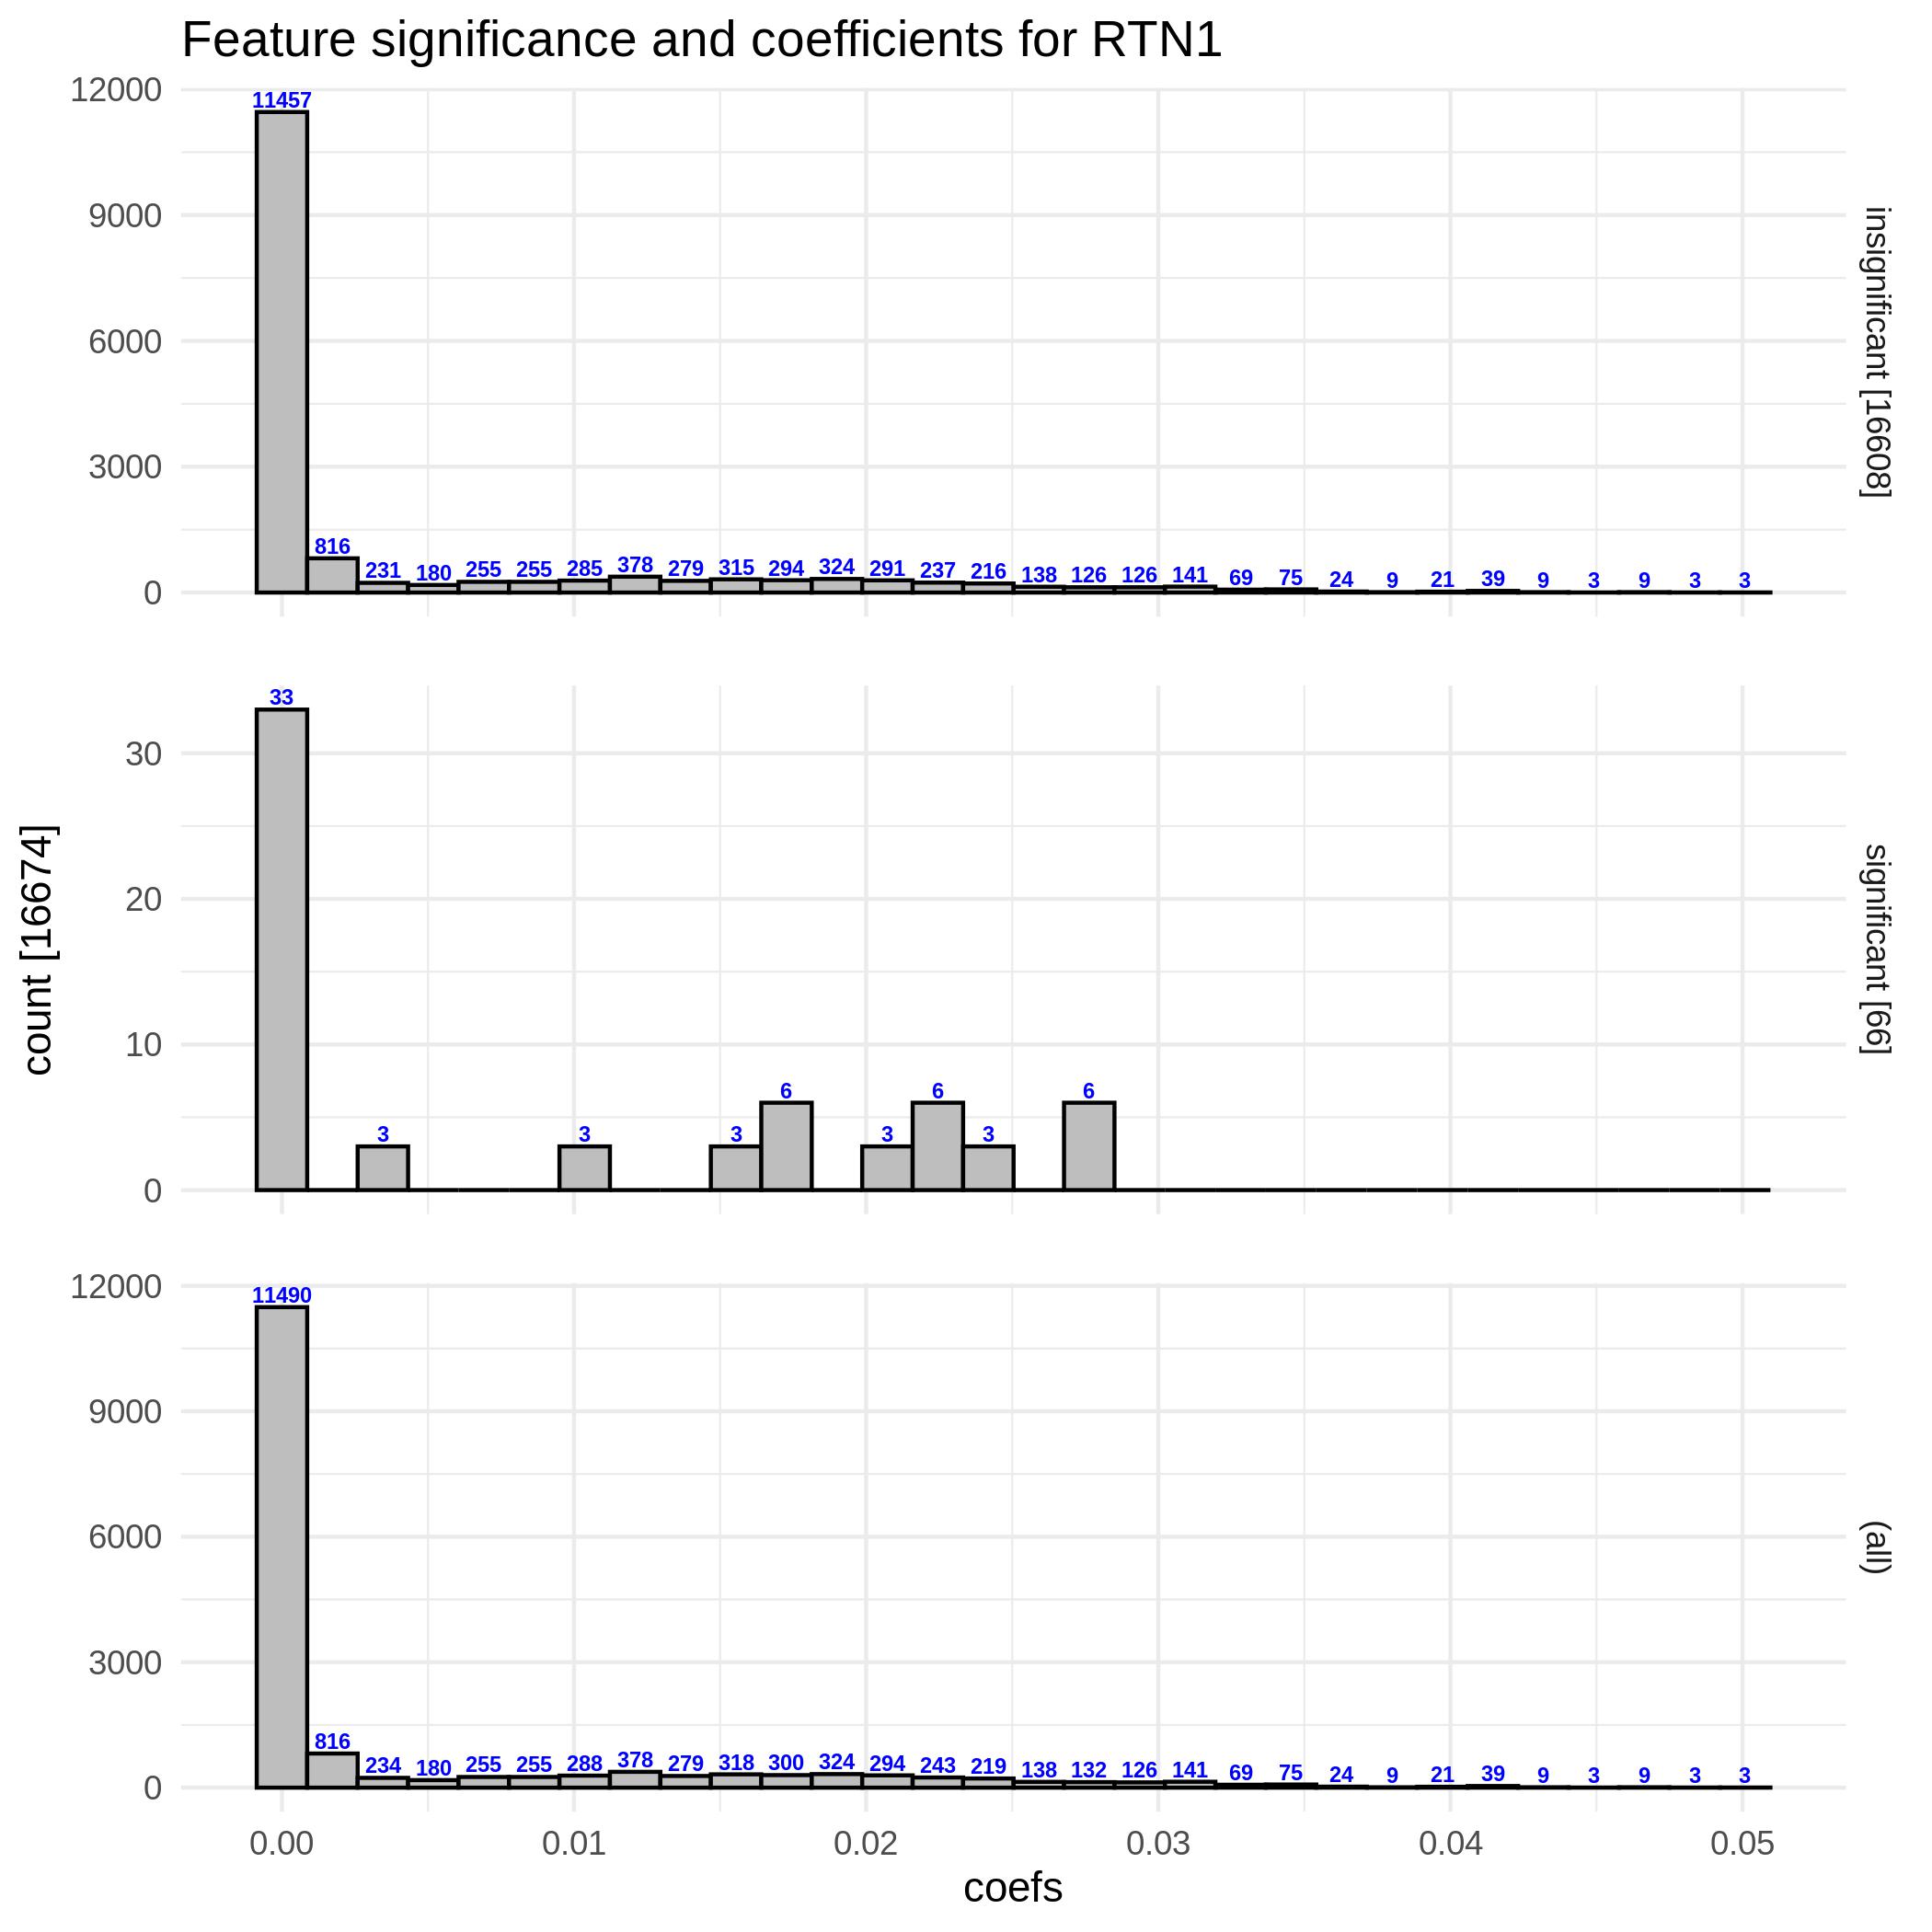 Feature significance and coefficients for RTN1
12000
9000
6000
3000
0
11457
816 231 180 255 255 285 378 279 315 294 324 291 237 216 138 126 126 141 69 75 24 9 21 39 9 3 9 3 3
insignificant [16608]
count [16674]
30
20
10
0
33
3 3 3 6 3 6 3 6
significant [66]
12000
9000
6000
3000
0
11490
816 234 180 255 255 288 378 279 318 300 324 294 243 219 138 132 126 141 69 75 24 9 21 39 9 3 9 3 3
(all)
0.00 0.01 0.02 0.03 0.04 0.05
coefs